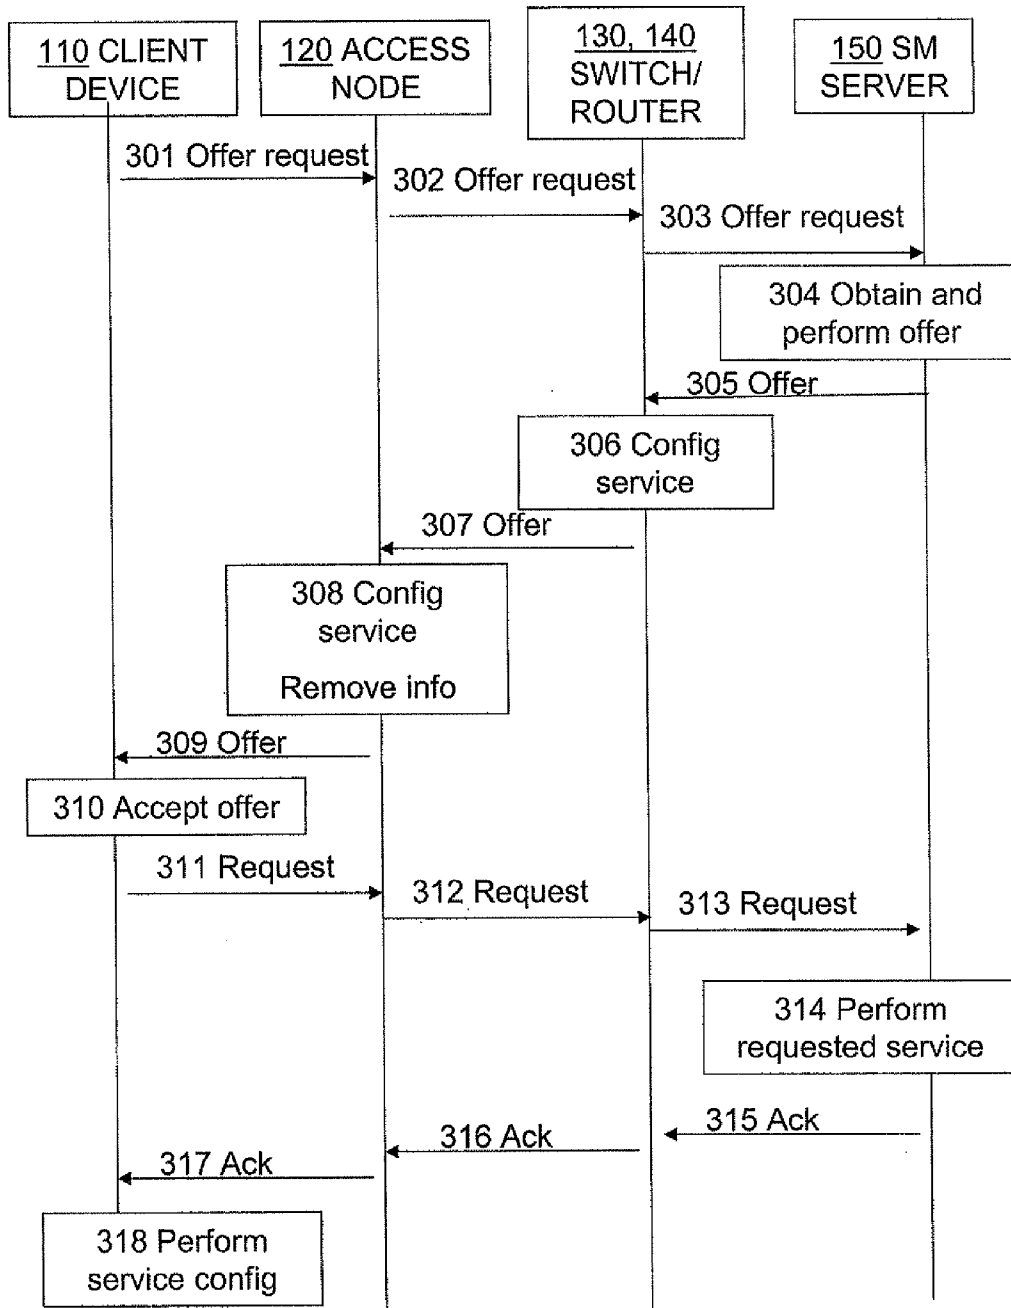 110 CLIENT
DEVICE
120 ACCESS
NODE
130, 140
SWITCH/
ROUTER
150 SM
SERVER
301 Offer request
302 Offer request
303 Offer request
304 Obtain and
perform offer
305 Offer
306 Config
service
307 Offer
308 Config
service
Remove info
309 Offer
310 Accept offer
311 Request
312 Request
313 Request
314 Perform
requested service
315 Ack
316 Ack
317 Ack
318 Perform
service config